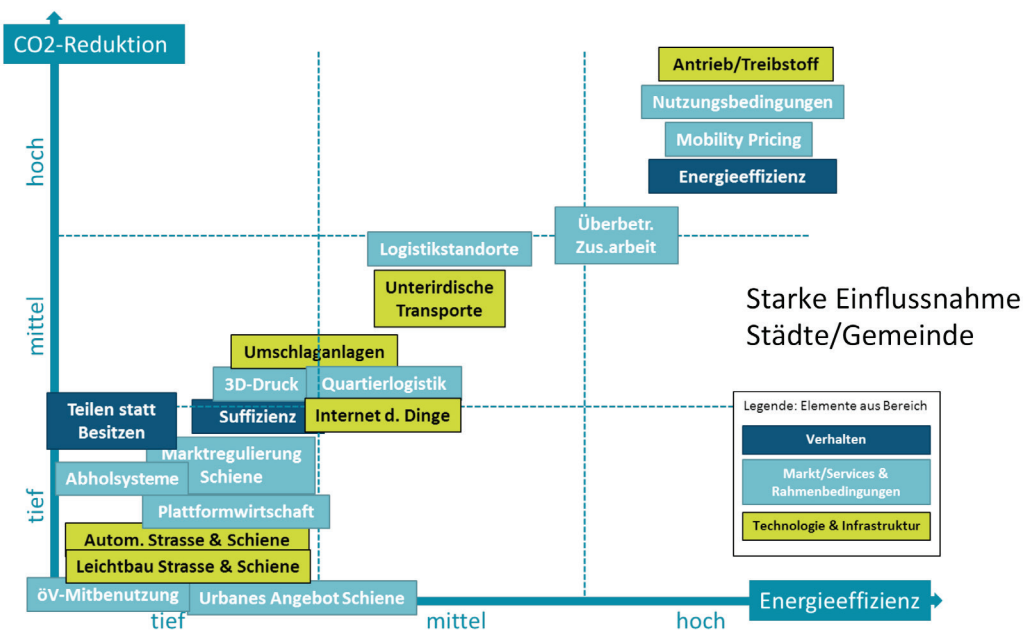 CO2-Reduktion
hoch
mittel
tief
Antrieb/Treibstoff
Nutzungsbedingungen
Mobility Pricing
Energieeffizienz
Überbetr.
Zus.arbeit
Logistikstandorte
Unterirdische
Transporte
Starke Einflussnahme
Städte/Gemeinde
Umschlaganlagen
3D-Druck
Quartierlogistik
Teilen statt
Besitzen
Suffizienz
Internet d. Dinge
Marktregulierung
Schiene
Abholsysteme
Plattformwirtschaft
Autom. Strasse & Schiene
Leichtbau Strasse & Schiene
öV-Mitbenutzung
Urbanes Angebot Schiene
Legende: Elemente aus Bereich
Verhalten
Markt/Services &
Rahmenbedingungen
Technologie & Infrastruktur
Energieeffizienz
tief
mittel
hoch